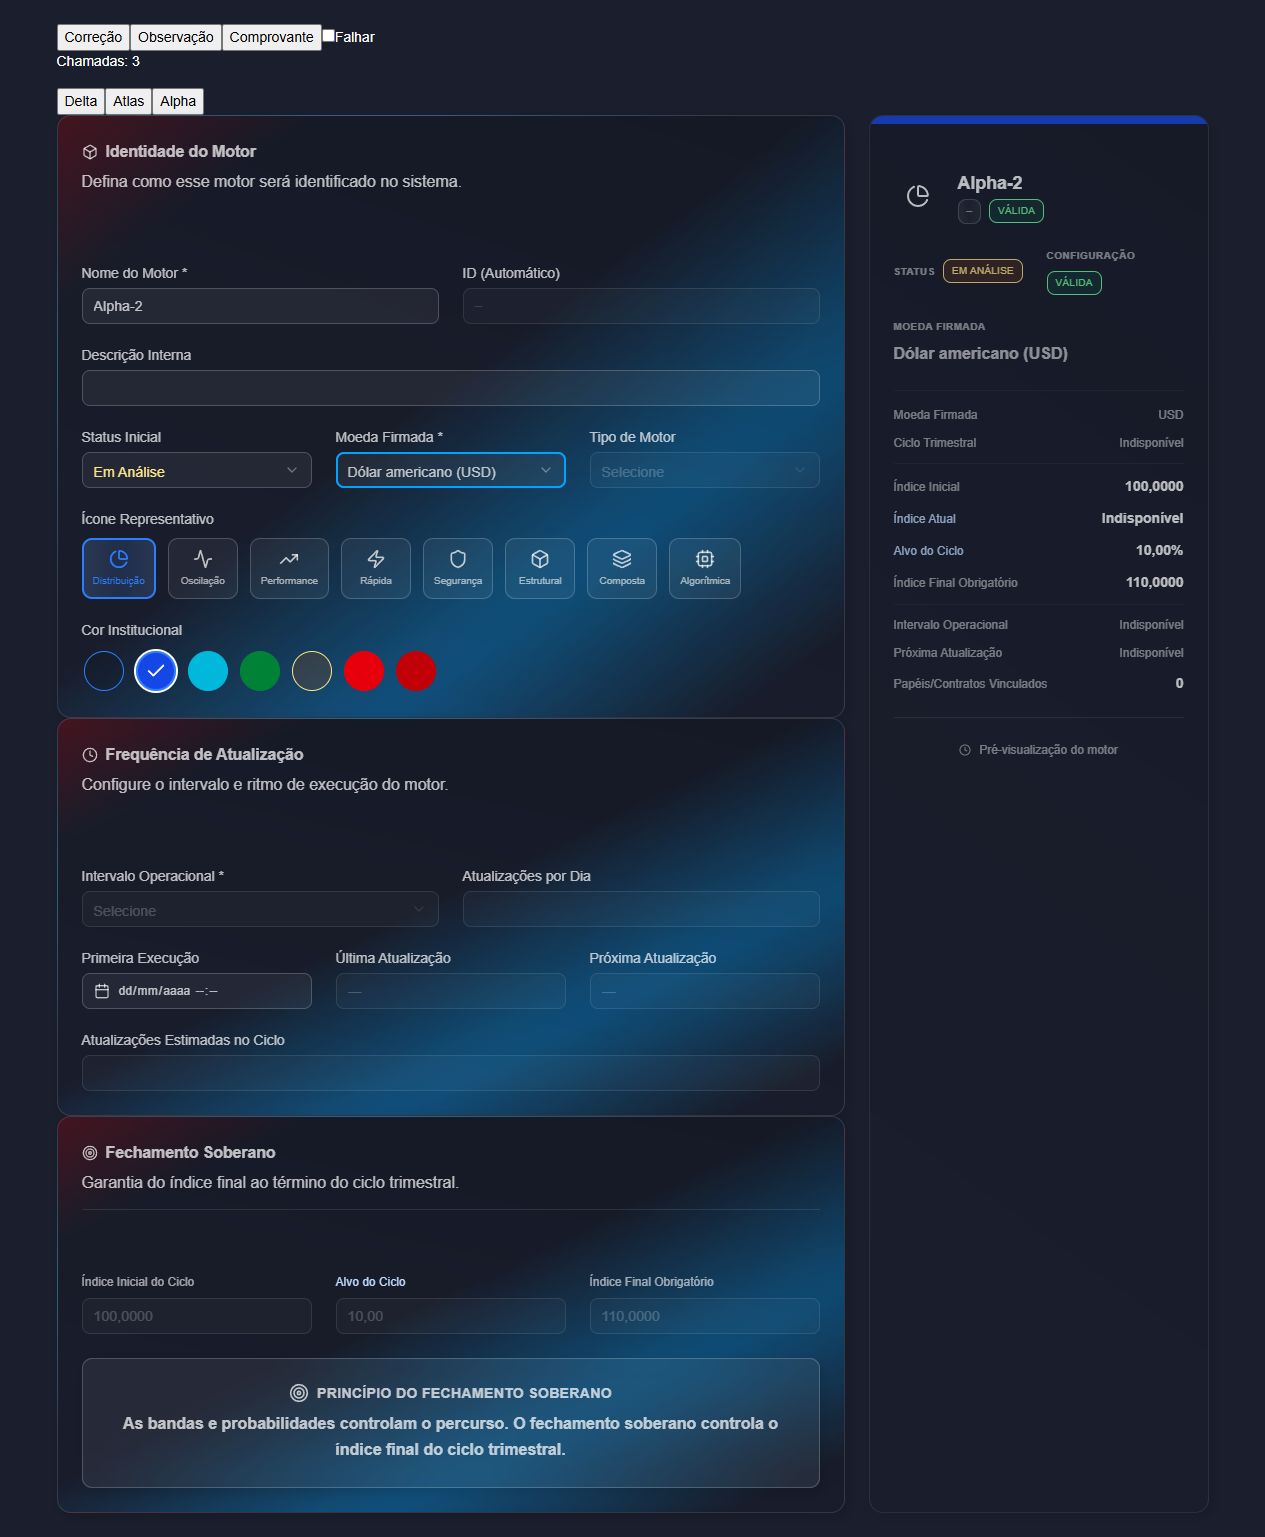 Correção Observação Comprovante Falhar
Chamadas: 3
Delta Atlas Alpha
Identidade do Motor
Defina como esse motor será identificado no sistema.
Nome do Motor * ID (Automático)
Alpha-2 –
Descrição Interna
Status Inicial Moeda Firmada * Tipo de Motor
Em Análise Dólar americano (USD) Selecione
Ícone Representativo
Distribuição Oscilação Performance Rápida Segurança Estrutural Composta Algorítmica
Cor Institucional
Frequência de Atualização
Configure o intervalo e ritmo de execução do motor.
Intervalo Operacional * Atualizações por Dia
Selecione
Primeira Execução Última Atualização Próxima Atualização
dd/mm/aaaa --:-- — —
Atualizações Estimadas no Ciclo
Fechamento Soberano
Garantia do índice final ao término do ciclo trimestral.
Índice Inicial do Ciclo Alvo do Ciclo Índice Final Obrigatório
100,0000 10,00 110,0000
PRINCÍPIO DO FECHAMENTO SOBERANO
As bandas e probabilidades controlam o percurso. O fechamento soberano controla o
índice final do ciclo trimestral.
Alpha-2
– VÁLIDA
STATUS EM ANÁLISE CONFIGURAÇÃO
VÁLIDA
MOEDA FIRMADA
Dólar americano (USD)
Moeda Firmada USD
Ciclo Trimestral Indisponível
Índice Inicial 100,0000
Índice Atual Indisponível
Alvo do Ciclo 10,00%
Índice Final Obrigatório 110,0000
Intervalo Operacional Indisponível
Próxima Atualização Indisponível
Papéis/Contratos Vinculados 0
Pré-visualização do motor